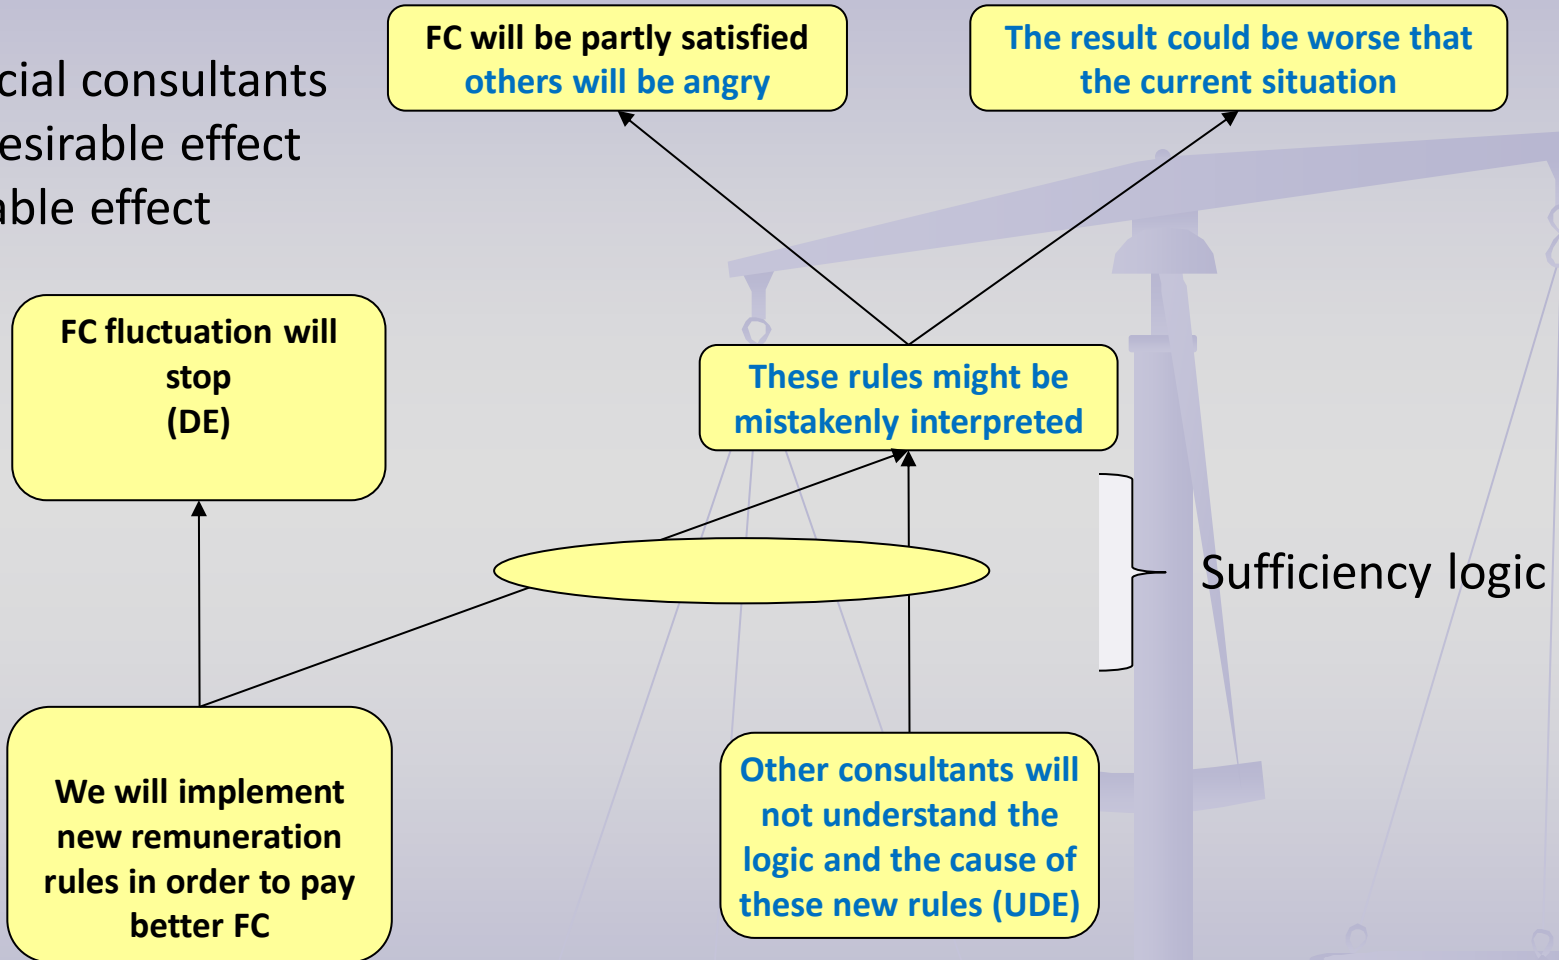 cial consultants
esirable effect
able effect
FC will be partly satisfied
others will be angry
The result could be worse that
the current situation
FC fluctuation will
stop
(DE)
These rules might be
mistakenly interpreted
Sufficiency logic
We will implement
new remuneration
rules in order to pay
better FC
Other consultants will
not understand the
logic and the cause of
these new rules (UDE)